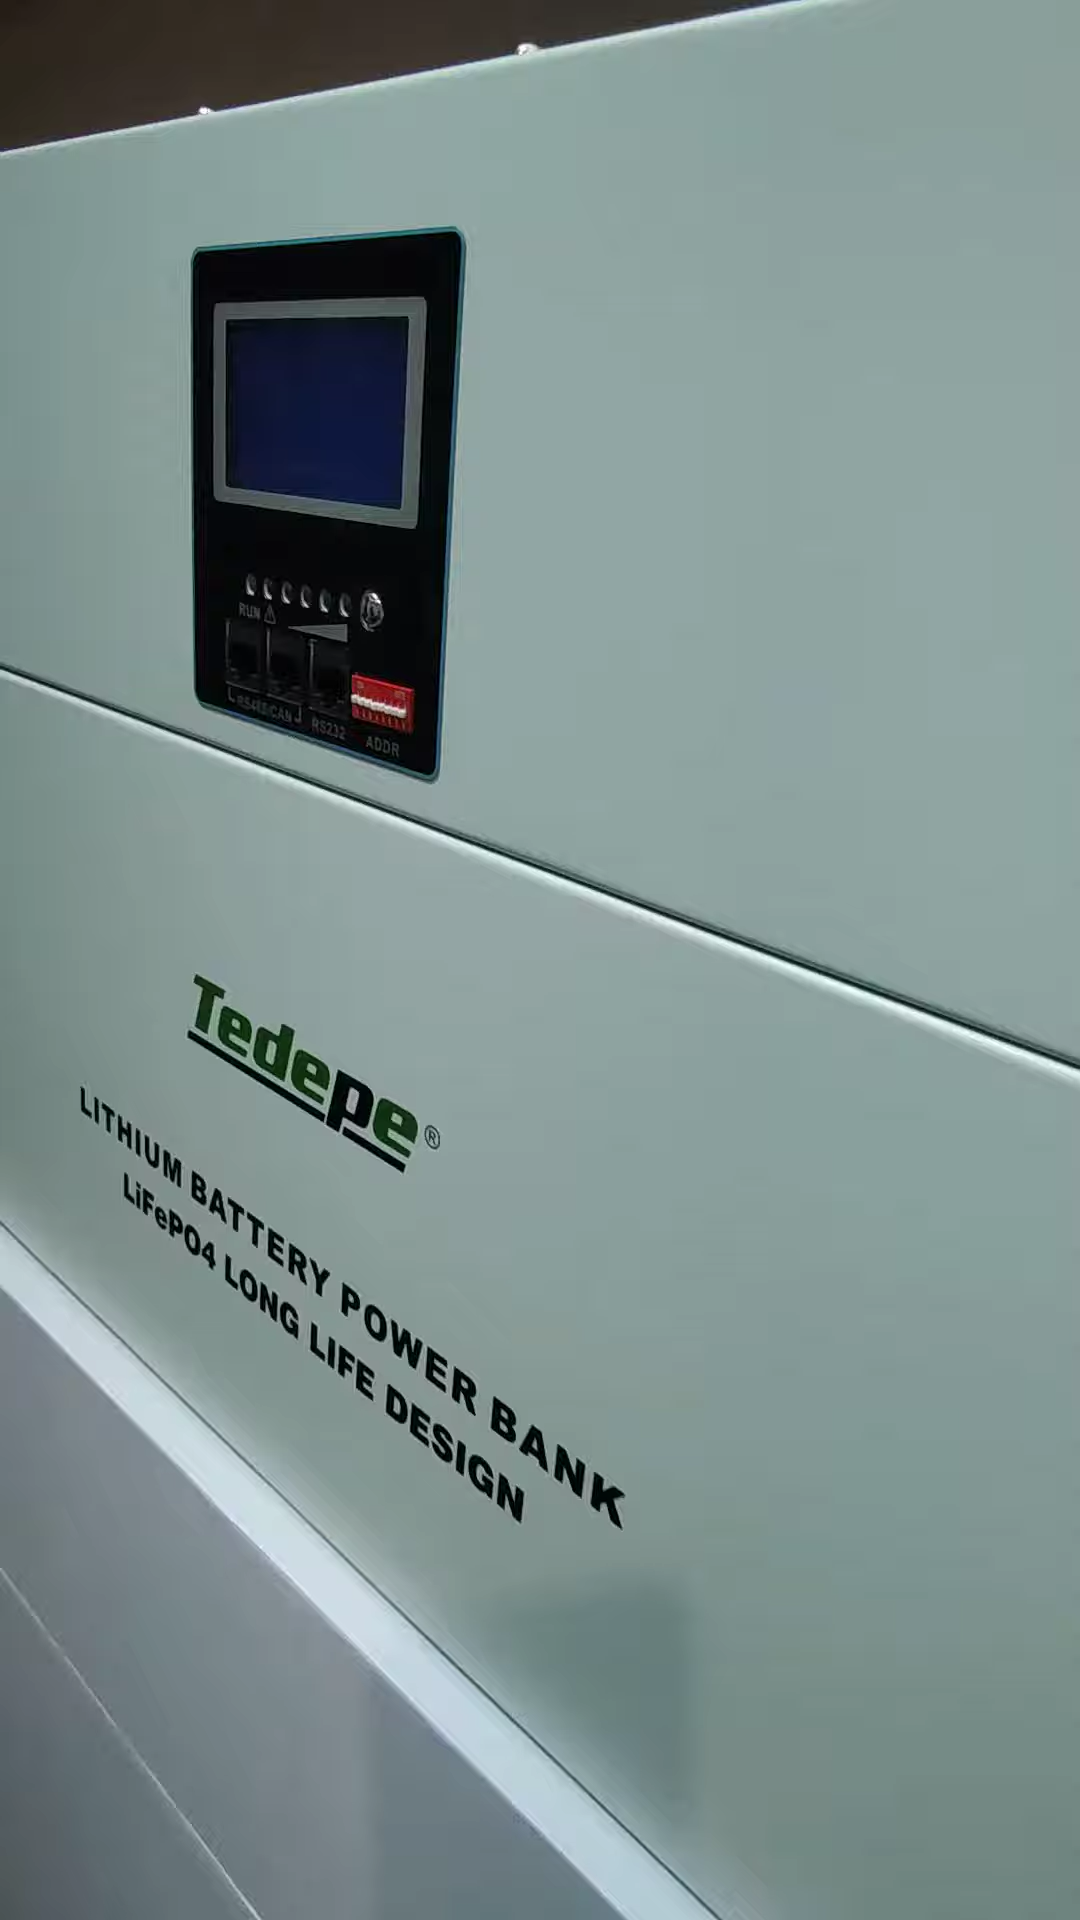 RUN
RS485/CAN
RS232
ADDR
Tedepe®
LITHIUM BATTERY POWER BANK
LiFePO4 LONG LIFE DESIGN